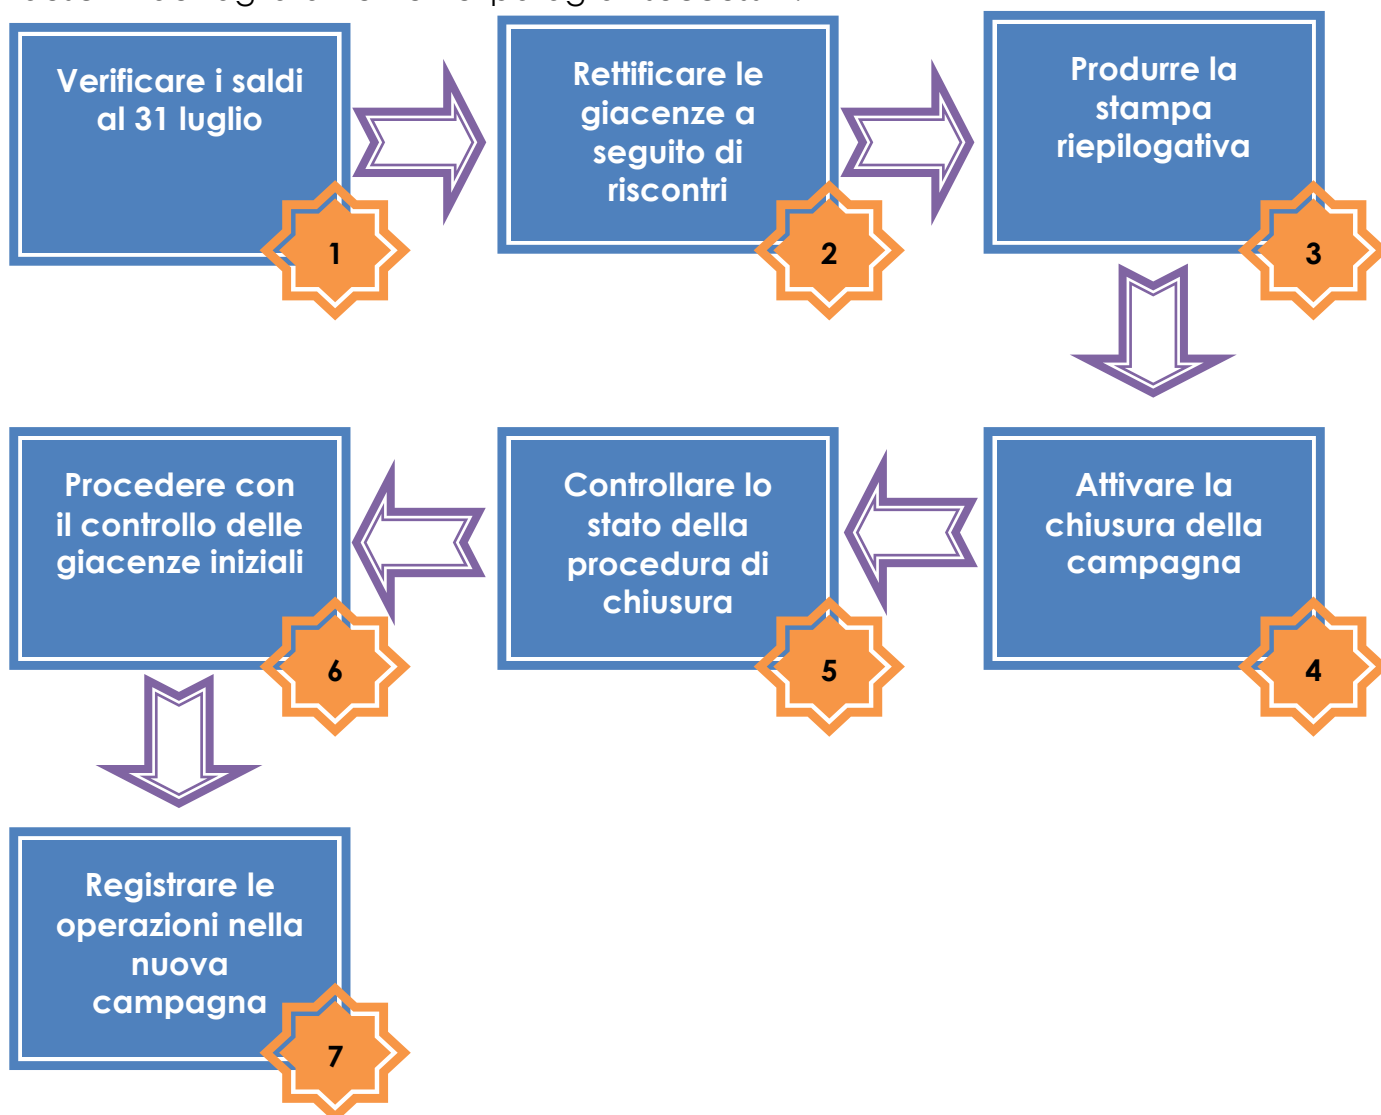 Verificare i saldi
al 31 luglio
1
Rettificare le
giacenze a
seguito di
riscontri
2
Produrre la
stampa
riepilogativa
3
Attivare la
chiusura della
campagna
4
Controllare lo
stato della
procedura di
chiusura
5
Procedere con
il controllo delle
giacenze iniziali
6
Registrare le
operazioni nella
nuova
campagna
7